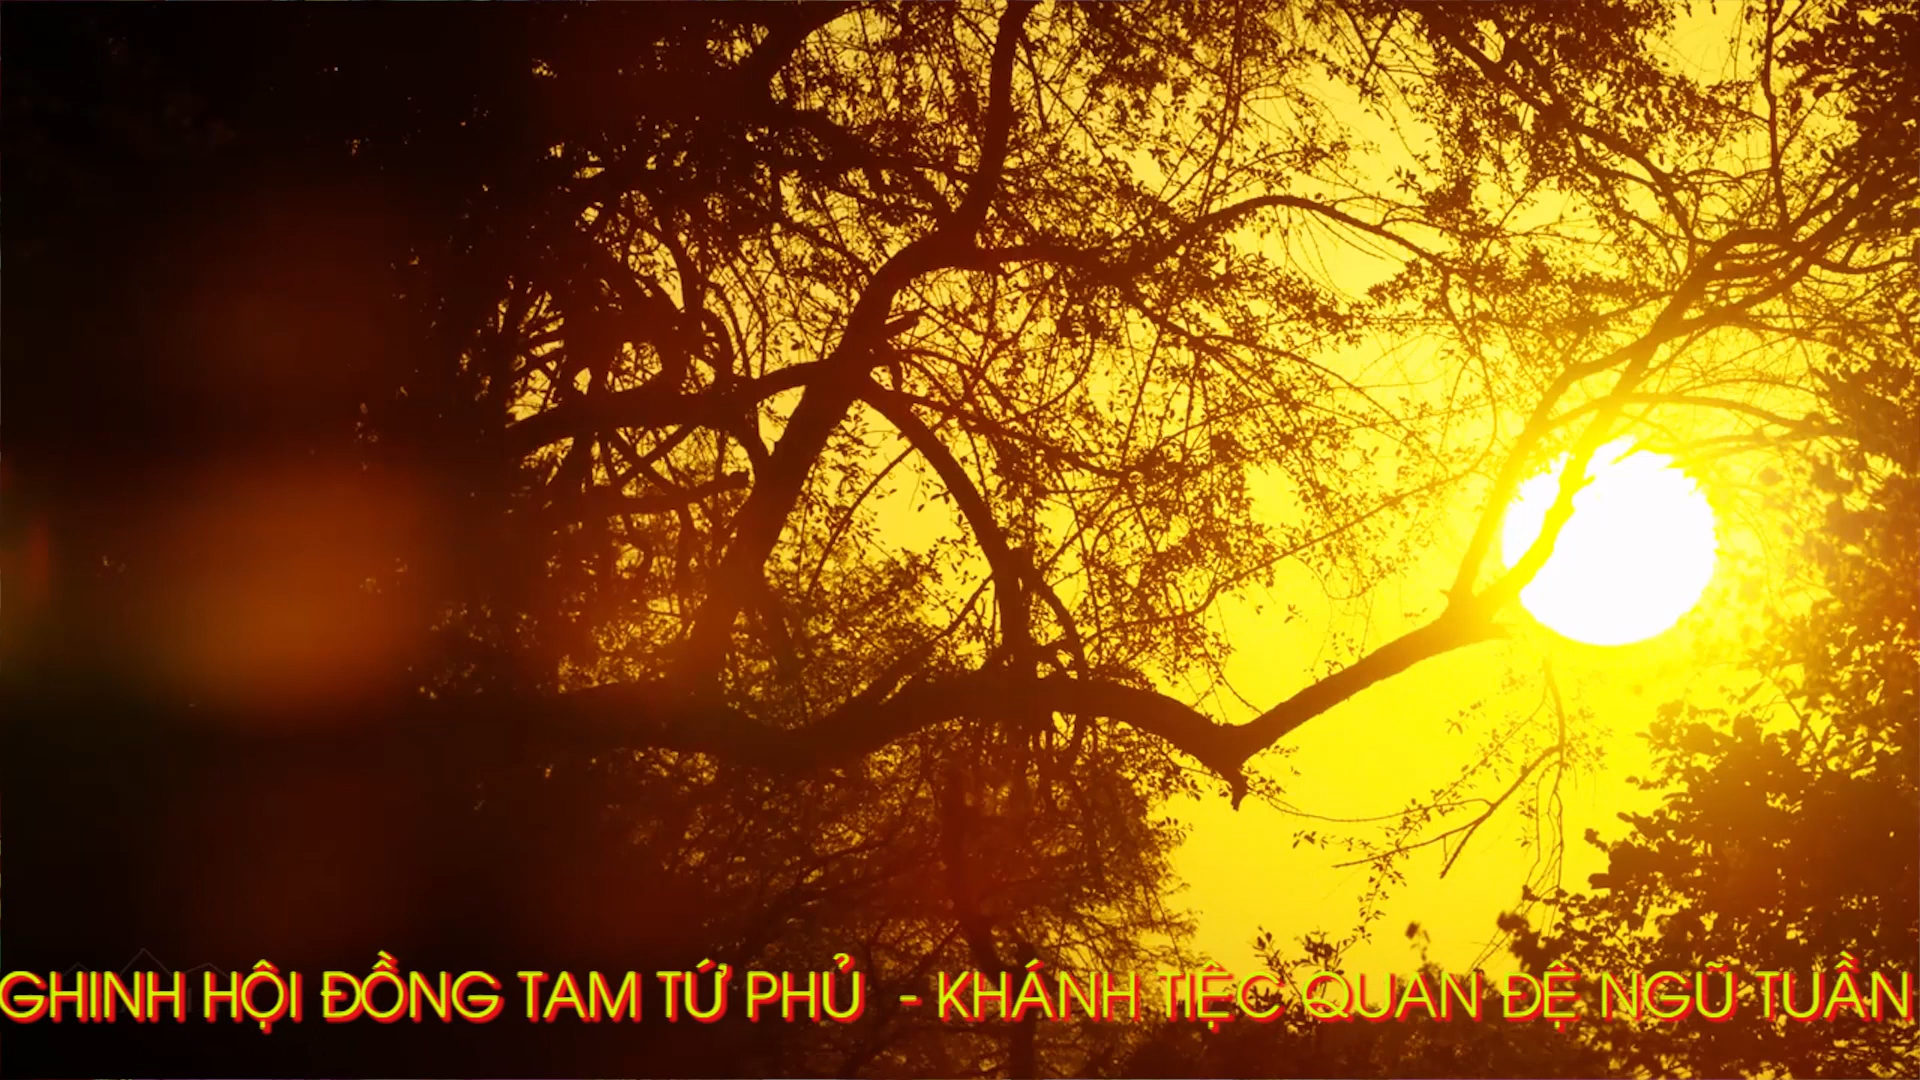 GHINH HỘI ĐỒNG TAM TỨ PHỦ - KHÁNH TIỆC QUAN ĐỆ NGŨ TUẦN